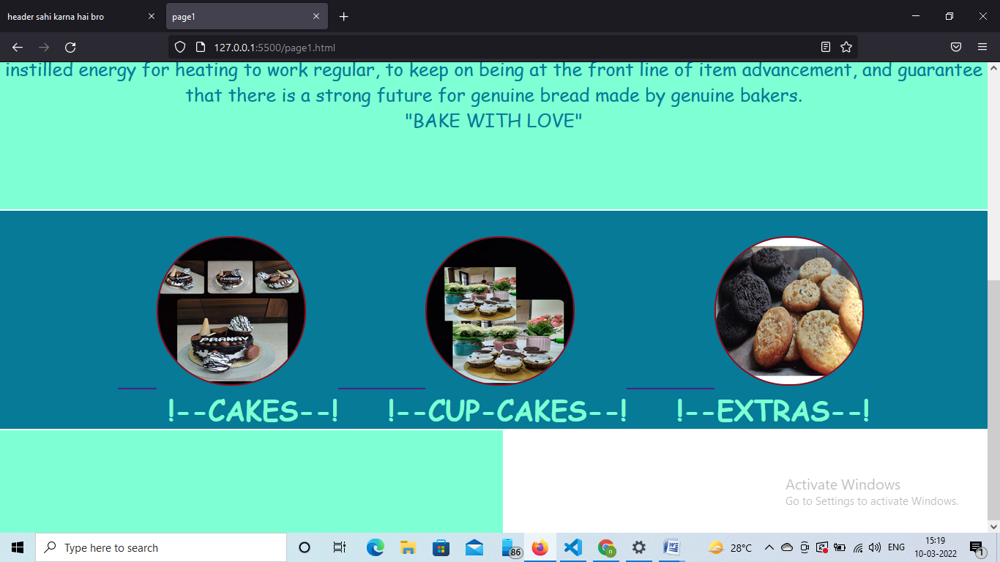 header sahi karna hai bro
page1
127.0.0.1:5500/page1.html
instilled energy for heating to work regular, to keep on being at the front line of item advancement, and guarantee
that there is a strong future for genuine bread made by genuine bakers.
"BAKE WITH LOVE"
PRANAY
PRANAY
!--CAKES--!
!--CUP-CAKES--!
!--EXTRAS--!
Activate Windows
Go to Settings to activate Windows.
Type here to search
86
n
28°C
ENG
15:19
10-03-2022
1